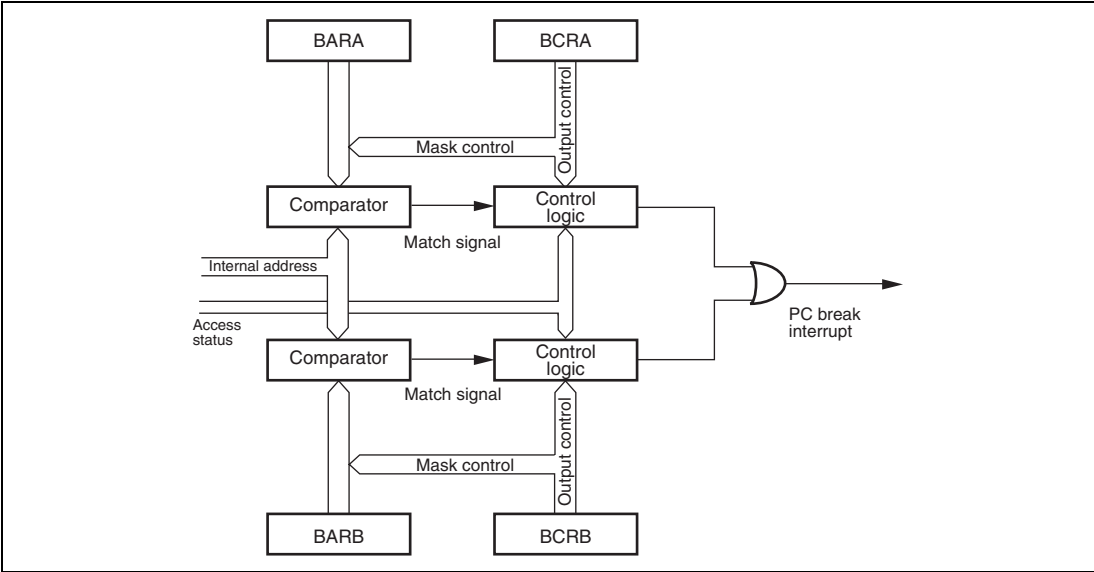 BARA
BCRA
Output control
Mask control
Comparator
Control
logic
Match signal
Internal address
Access
status
PC break
interrupt
Comparator
Control
logic
Match signal
Output control
Mask control
BARB
BCRB